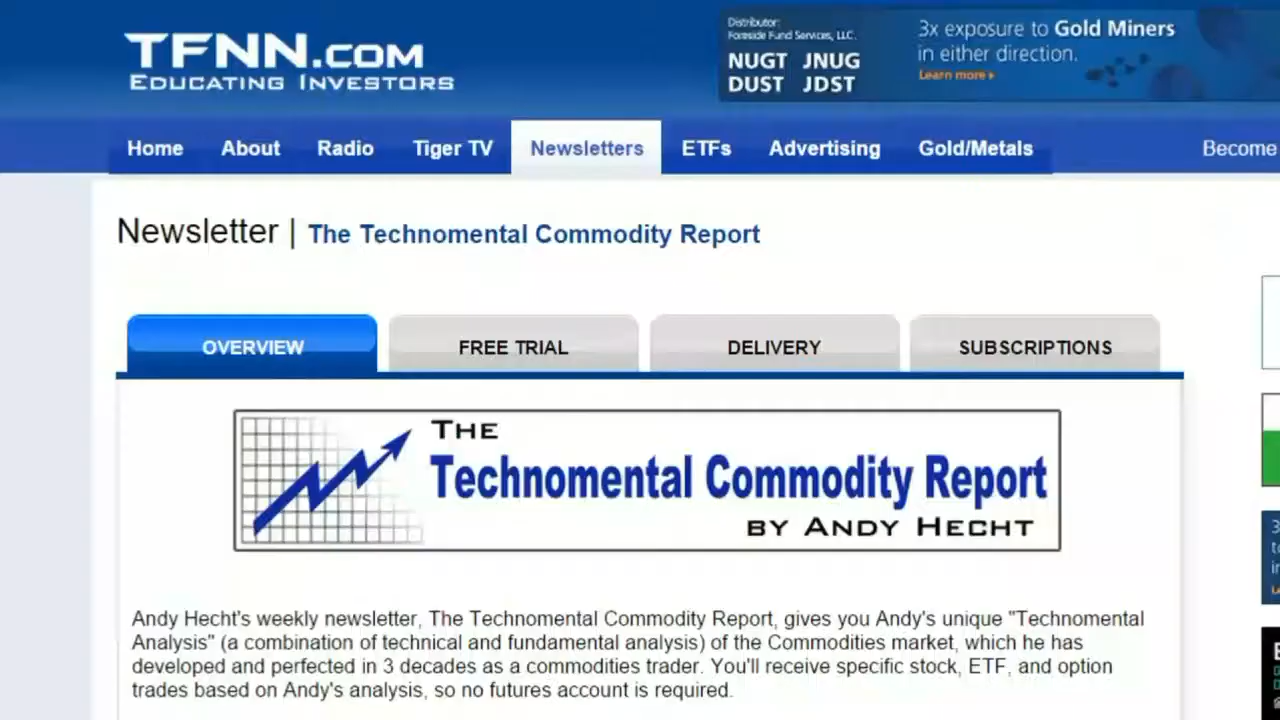 TFNN.COM
EDUCATING INVESTORS
Distributor:
Foreside Fund Services, LLC.
NUGT JNUG
DUST JDST
3x exposure to Gold Miners
in either direction.
Learn more
Home About Radio Tiger TV Newsletters ETFs Advertising Gold/Metals Become
Newsletter | The Technomental Commodity Report
OVERVIEW FREE TRIAL DELIVERY SUBSCRIPTIONS
THE
Technomental Commodity Report
BY ANDY HECHT
Andy Hecht's weekly newsletter, The Technomental Commodity Report, gives you Andy's unique "Technomental
Analysis" (a combination of technical and fundamental analysis) of the Commodities market, which he has
developed and perfected in 3 decades as a commodities trader. You'll receive specific stock, ETF, and option
trades based on Andy's analysis, so no futures account is required.